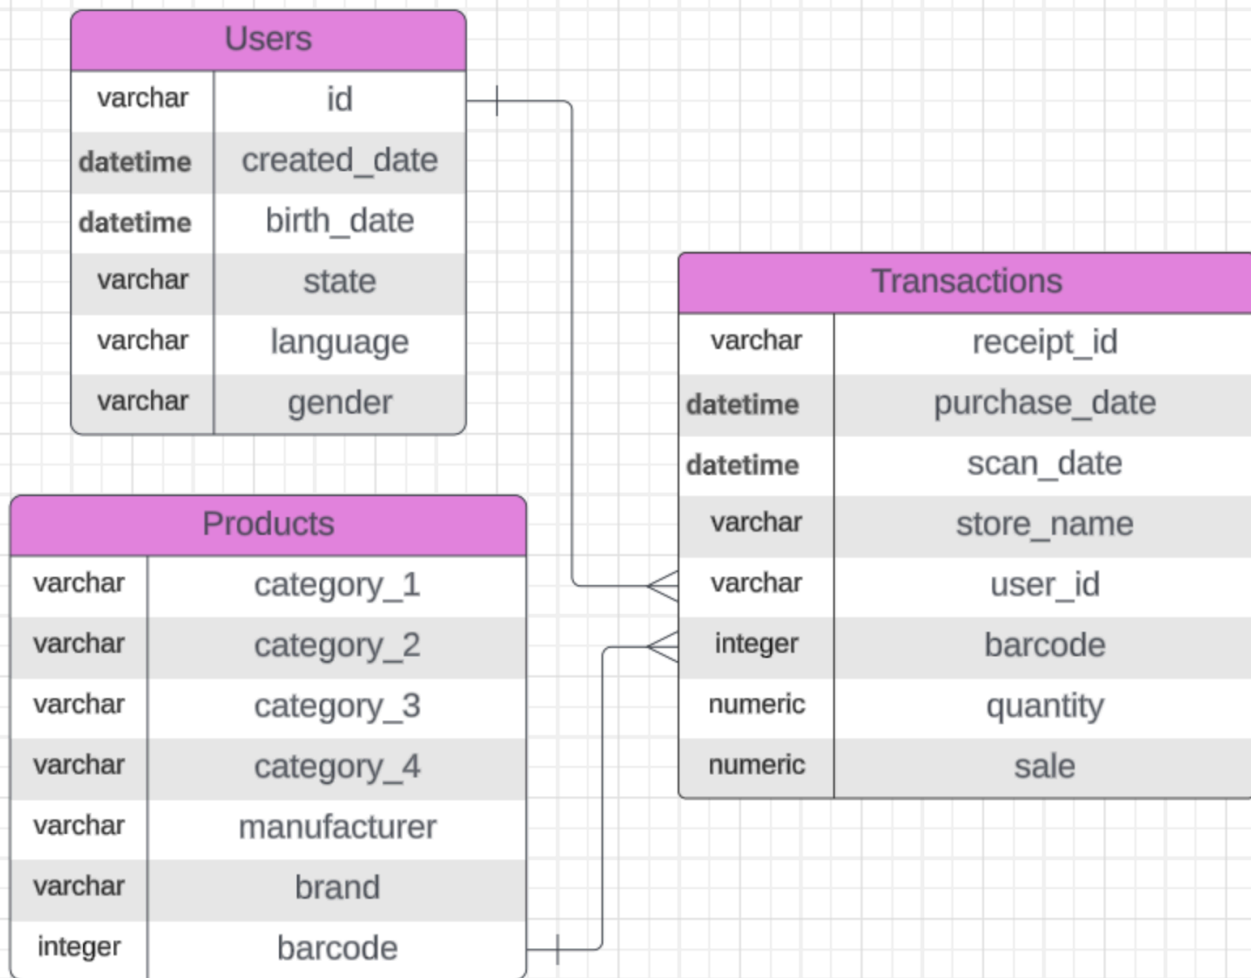 Users
varchar id
datetime created_date
datetime birth_date
varchar state
varchar language
varchar gender
Transactions
varchar receipt_id
datetime purchase_date
datetime scan_date
varchar store_name
varchar user_id
integer barcode
numeric quantity
numeric sale
Products
varchar category_1
varchar category_2
varchar category_3
varchar category_4
varchar manufacturer
varchar brand
integer barcode